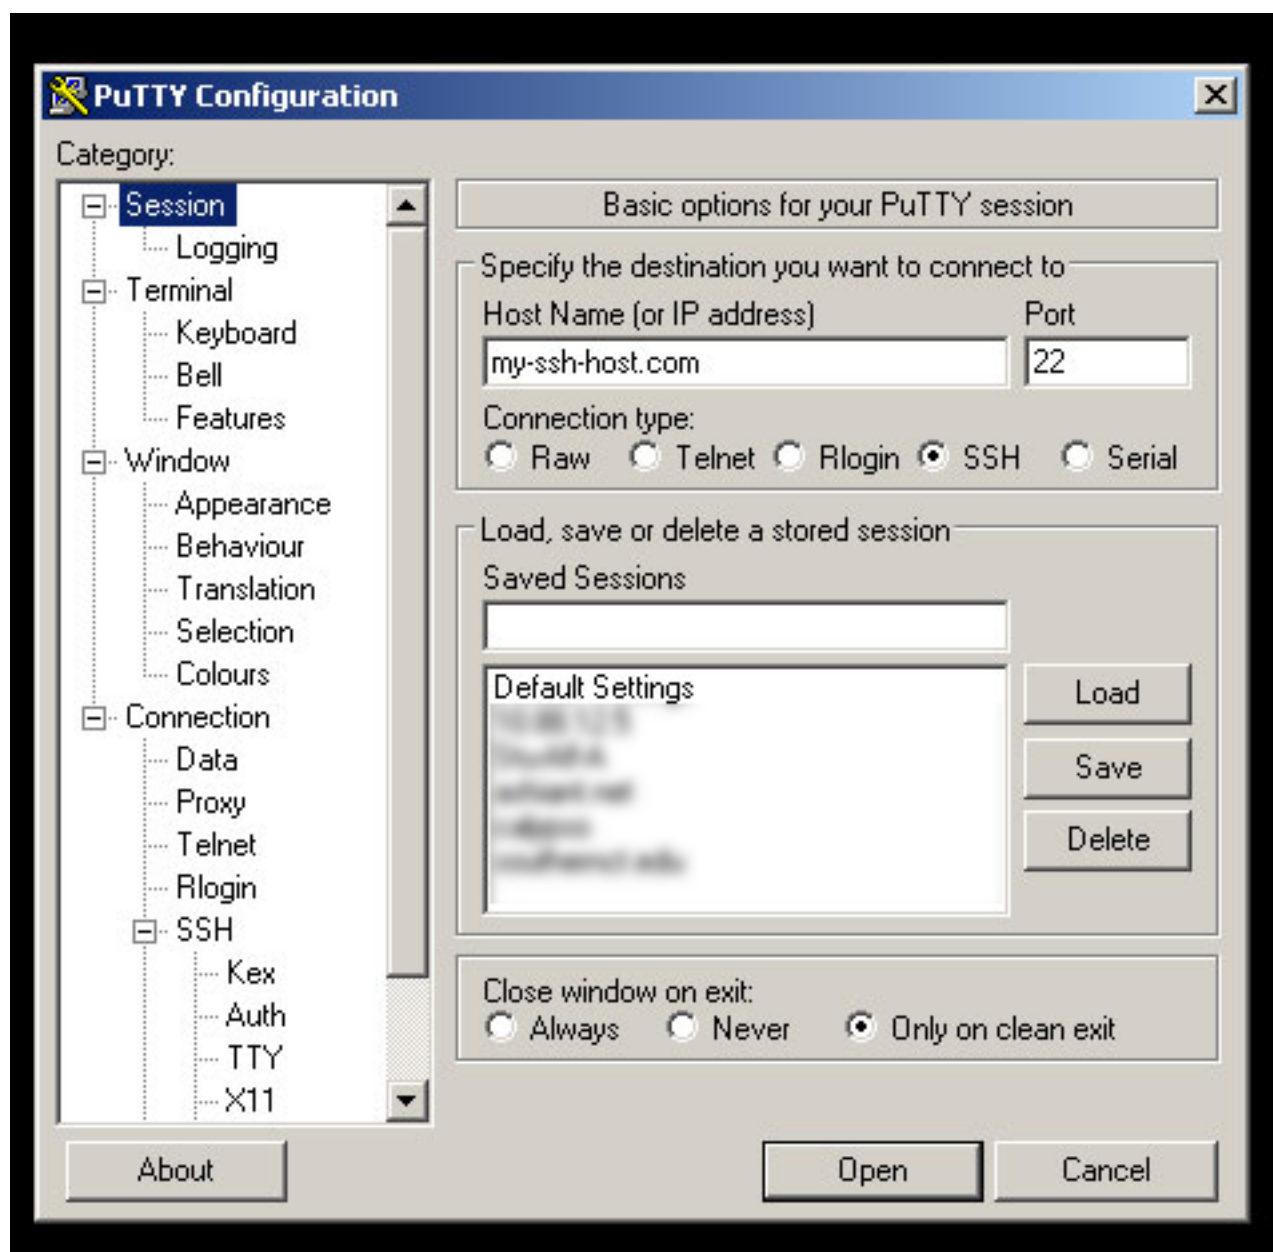 PuTTY Configuration
Category:
Session
Logging
Terminal
Keyboard
Bell
Features
Window
Appearance
Behaviour
Translation
Selection
Colours
Connection
Data
Proxy
Telnet
Rlogin
SSH
Kex
Auth
TTY
X11
Basic options for your PuTTY session
Specify the destination you want to connect to
Host Name (or IP address) Port
my-ssh-host.com 22
Connection type:
Raw Telnet Rlogin SSH Serial
Load, save or delete a stored session
Saved Sessions
Default Settings
Load
Save
Delete
Close window on exit:
Always Never Only on clean exit
About Open Cancel